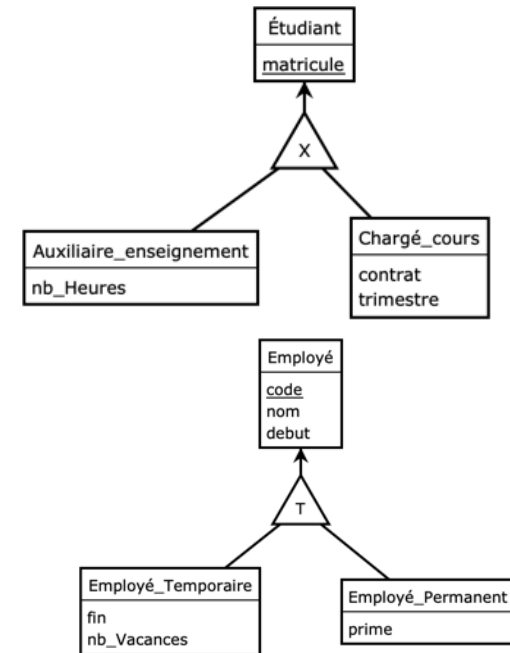 Étudiant
matricule
X
Auxiliaire_enseignement
nb_Heures
Chargé_cours
contrat
trimestre
Employé
code
nom
debut
T
Employé_Temporaire
fin
nb_Vacances
Employé_Permanent
prime